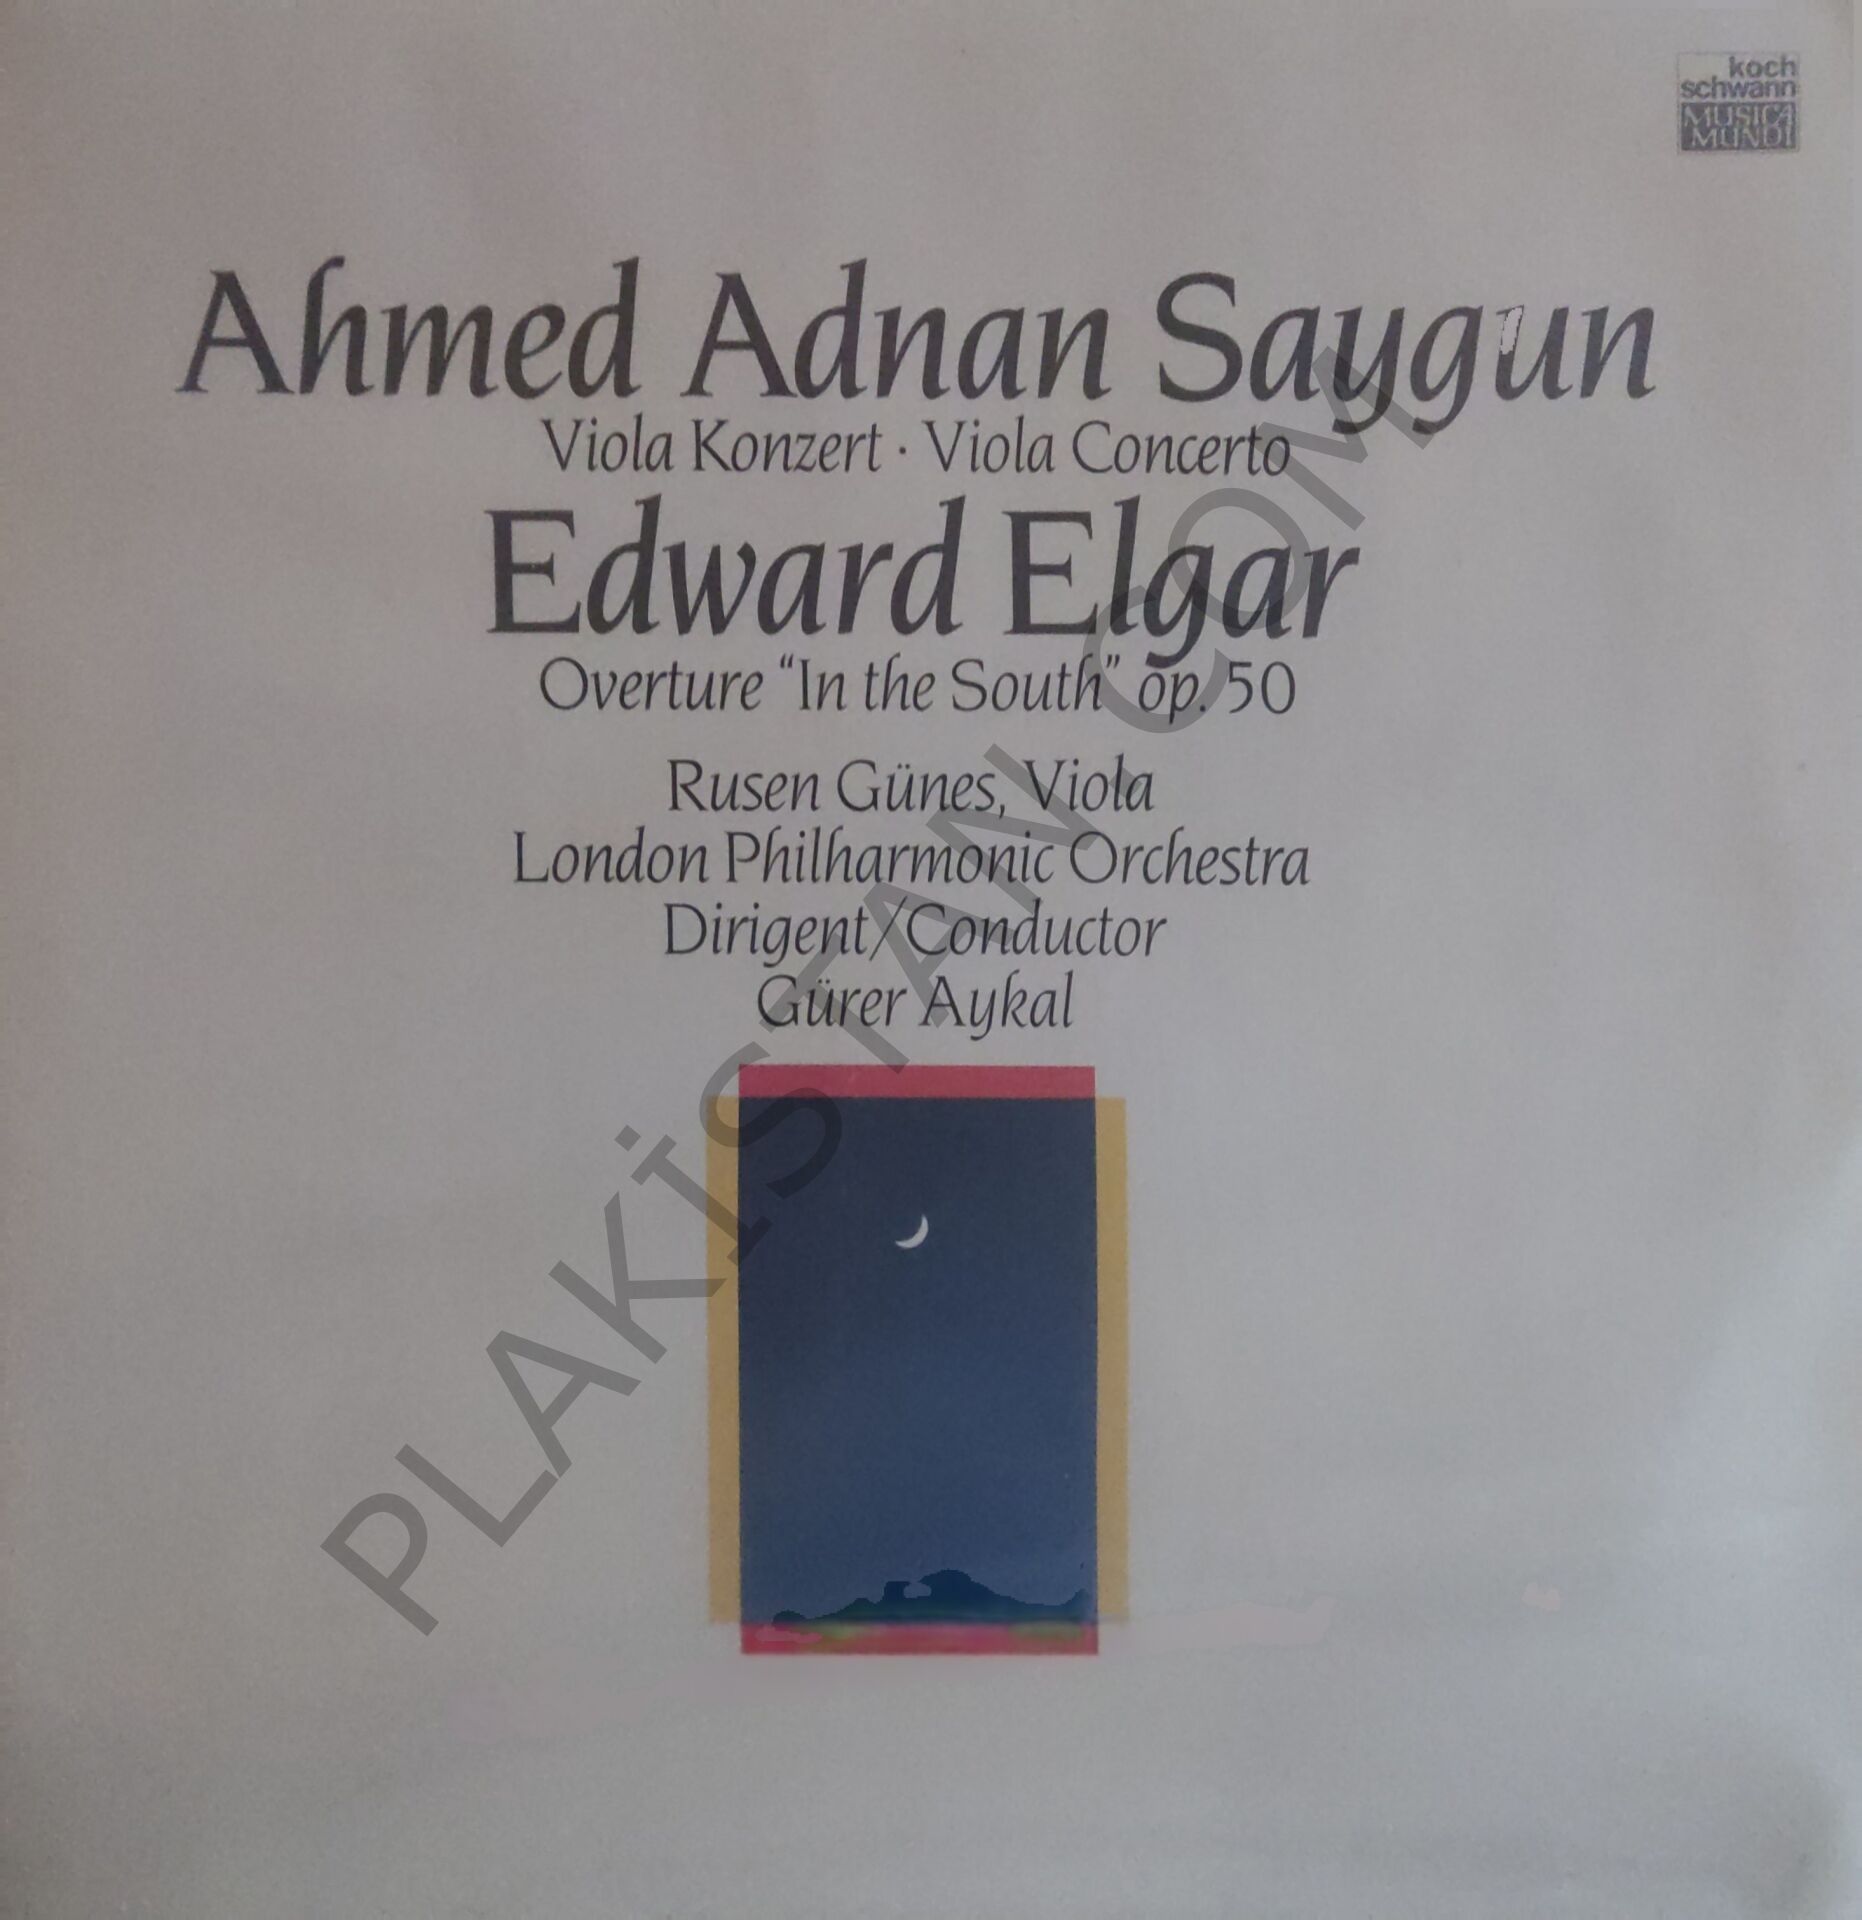 koch
schwann
MUSICA
MUNDI
Ahmed Adnan Saygun
Viola Konzert · Viola Concerto
Edward Elgar
Overture “In the South” op. 50
Rusen Günes, Viola
London Philharmonic Orchestra
Dirigent/Conductor
Gürer Aykal
PLAKİSTAN.COM